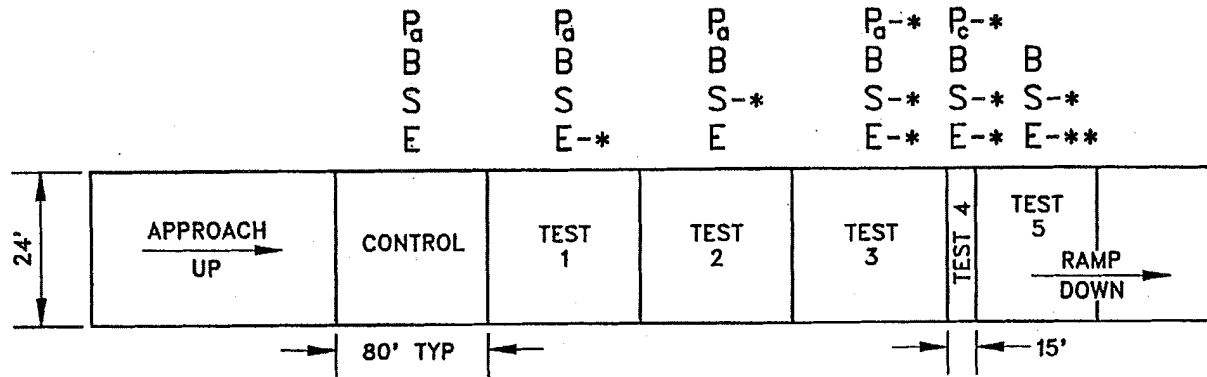 Pa Pa Pa Pa-* Pc-*
B B B B B B
S S S-* S-* S-* S-*
E E-* E E-* E-* E-**
24'
APPROACH
UP
CONTROL
TEST
1
TEST
2
TEST
3
TEST 4
TEST
5
RAMP
DOWN
80' TYP
15'